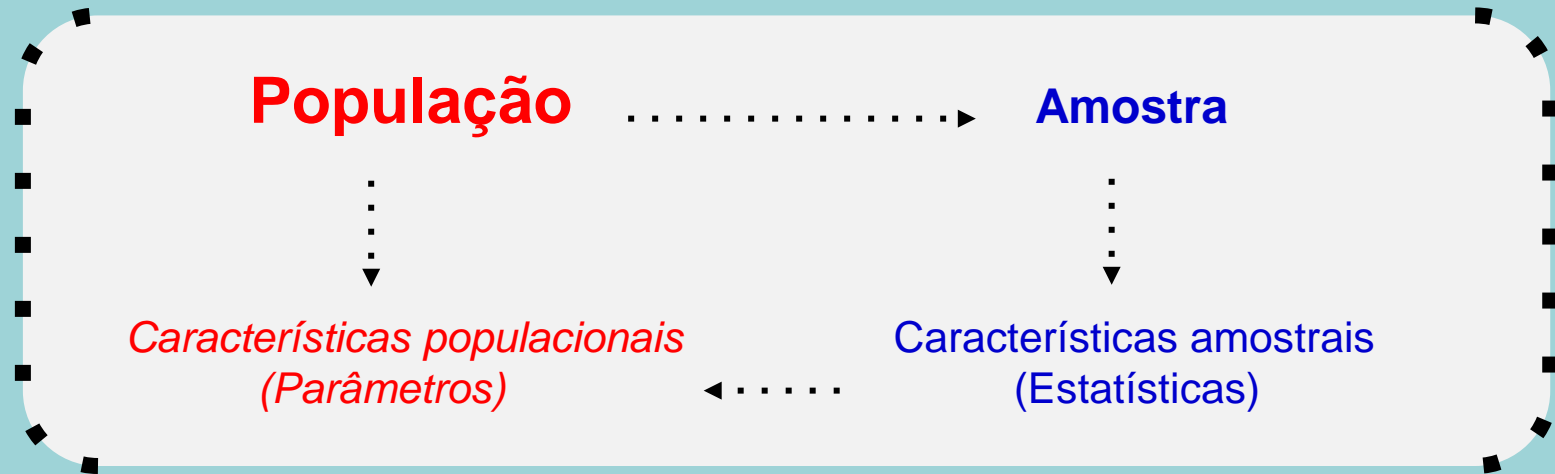 População
Amostra
Características populacionais
(Parâmetros)
Características amostrais
(Estatísticas)